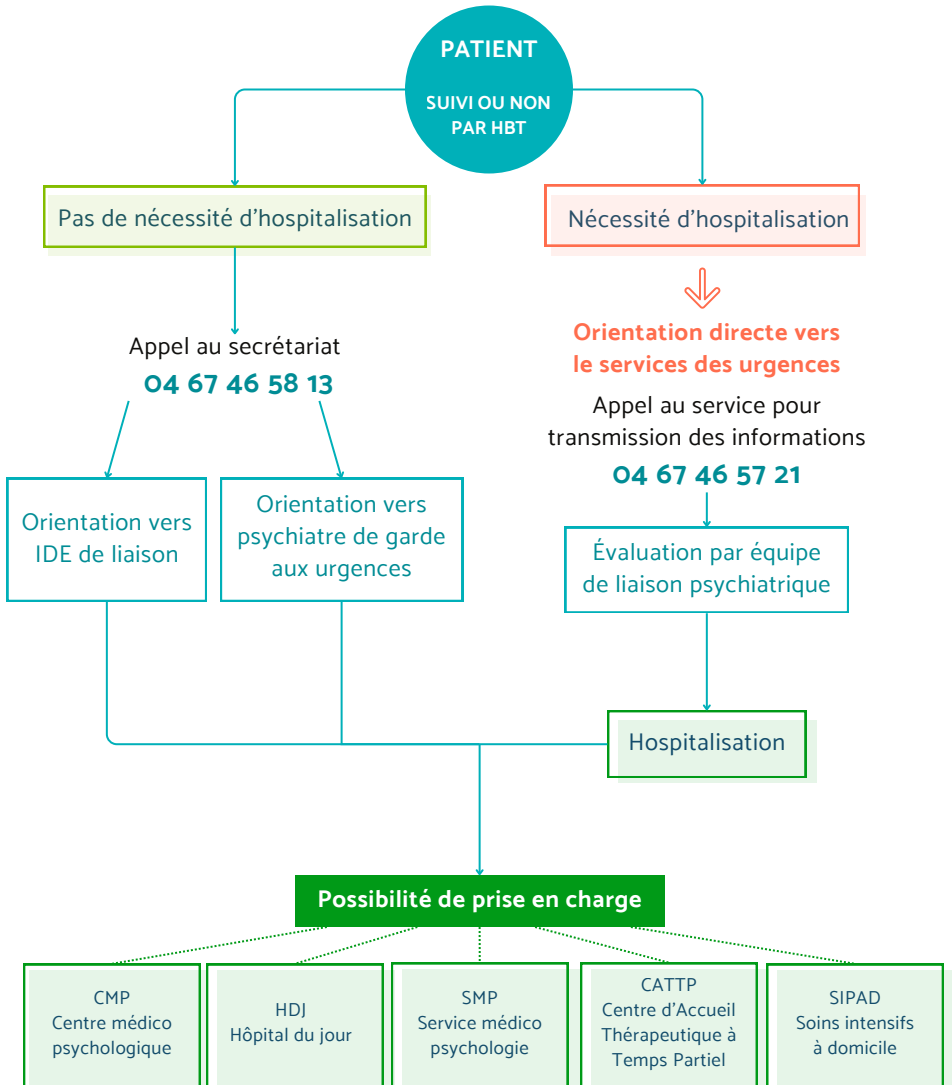 PATIENT
SUIVI OU NON
PAR HBT
Pas de nécessité d'hospitalisation
Nécessité d'hospitalisation
Appel au secrétariat
04 67 46 58 13
Orientation directe vers
le services des urgences
Appel au service pour
transmission des informations
04 67 46 57 21
Orientation vers
IDE de liaison
Orientation vers
psychiatre de garde
aux urgences
Évaluation par équipe
de liaison psychiatrique
Hospitalisation
Possibilité de prise en charge
CMP
Centre médico
psychologique
HDJ
Hôpital du jour
SMP
Service médico
psychologie
CATTP
Centre d'Accueil
Thérapeutique à
Temps Partiel
SIPAD
Soins intensifs
à domicile